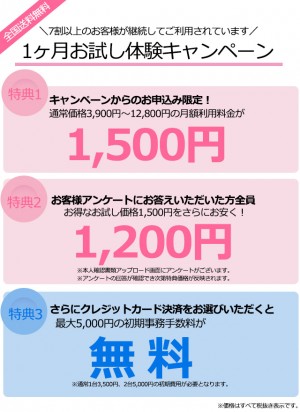 全国送料無料
＼7割以上のお客様が継続してご利用されています／
1ヶ月お試し体験キャンペーン
特典1
キャンペーンからのお申込み限定！
通常価格3,900円～12,800円の月額利用料金が
1,500円
特典2
お客様アンケートにお答えいただいた方全員
お得なお試し価格1,500円をさらにお安く！
1,200円
※本人確認書類アップロード画面にアンケートがございます。
※アンケートの回答が確認でき次第特典価格が反映されます。
特典3
さらにクレジットカード決済をお選びいただくと
最大5,000円の初期事務手数料が
無料
※通常1台3,500円、2台5,000円の初期費用が必要となります。
※価格はすべて税抜き表示です。